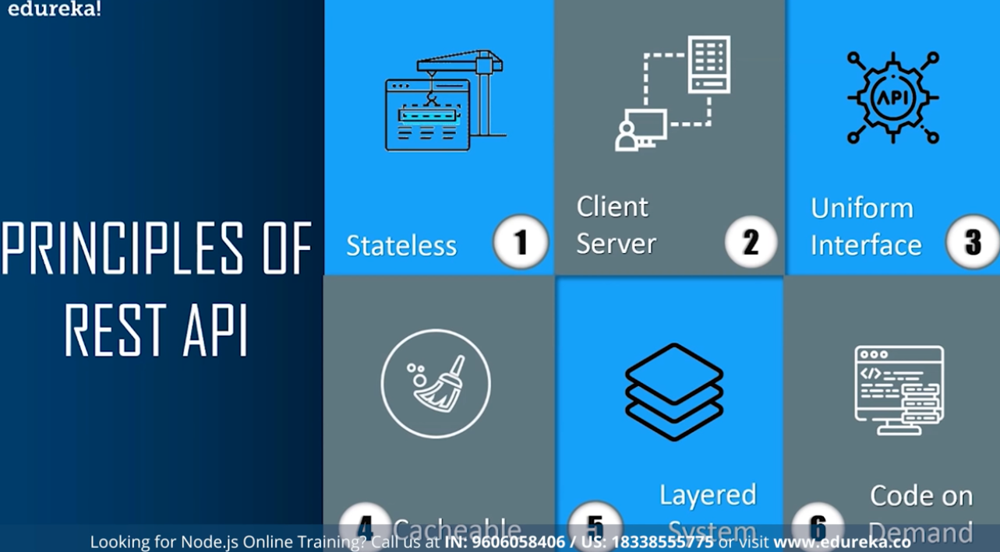 edureka!
PRINCIPLES OF
REST API
API
Stateless
1
Client
Server
2
Uniform
Interface
3
4
Cacheable
5
Layered
System
6
Code on
Demand
Looking for Node.js Online Training? Call us at IN: 9606058406 / US: 18338555775 or visit www.edureka.co